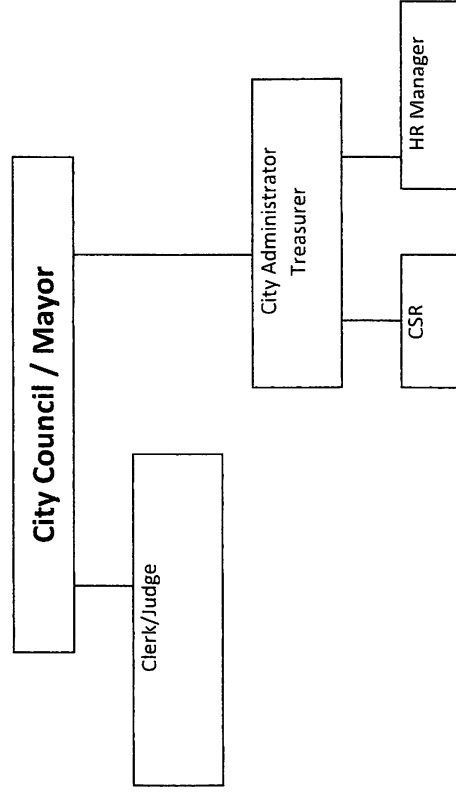 City Council / Mayor
Clerk/Judge
City Administrator
Treasurer
CSR
HR Manager